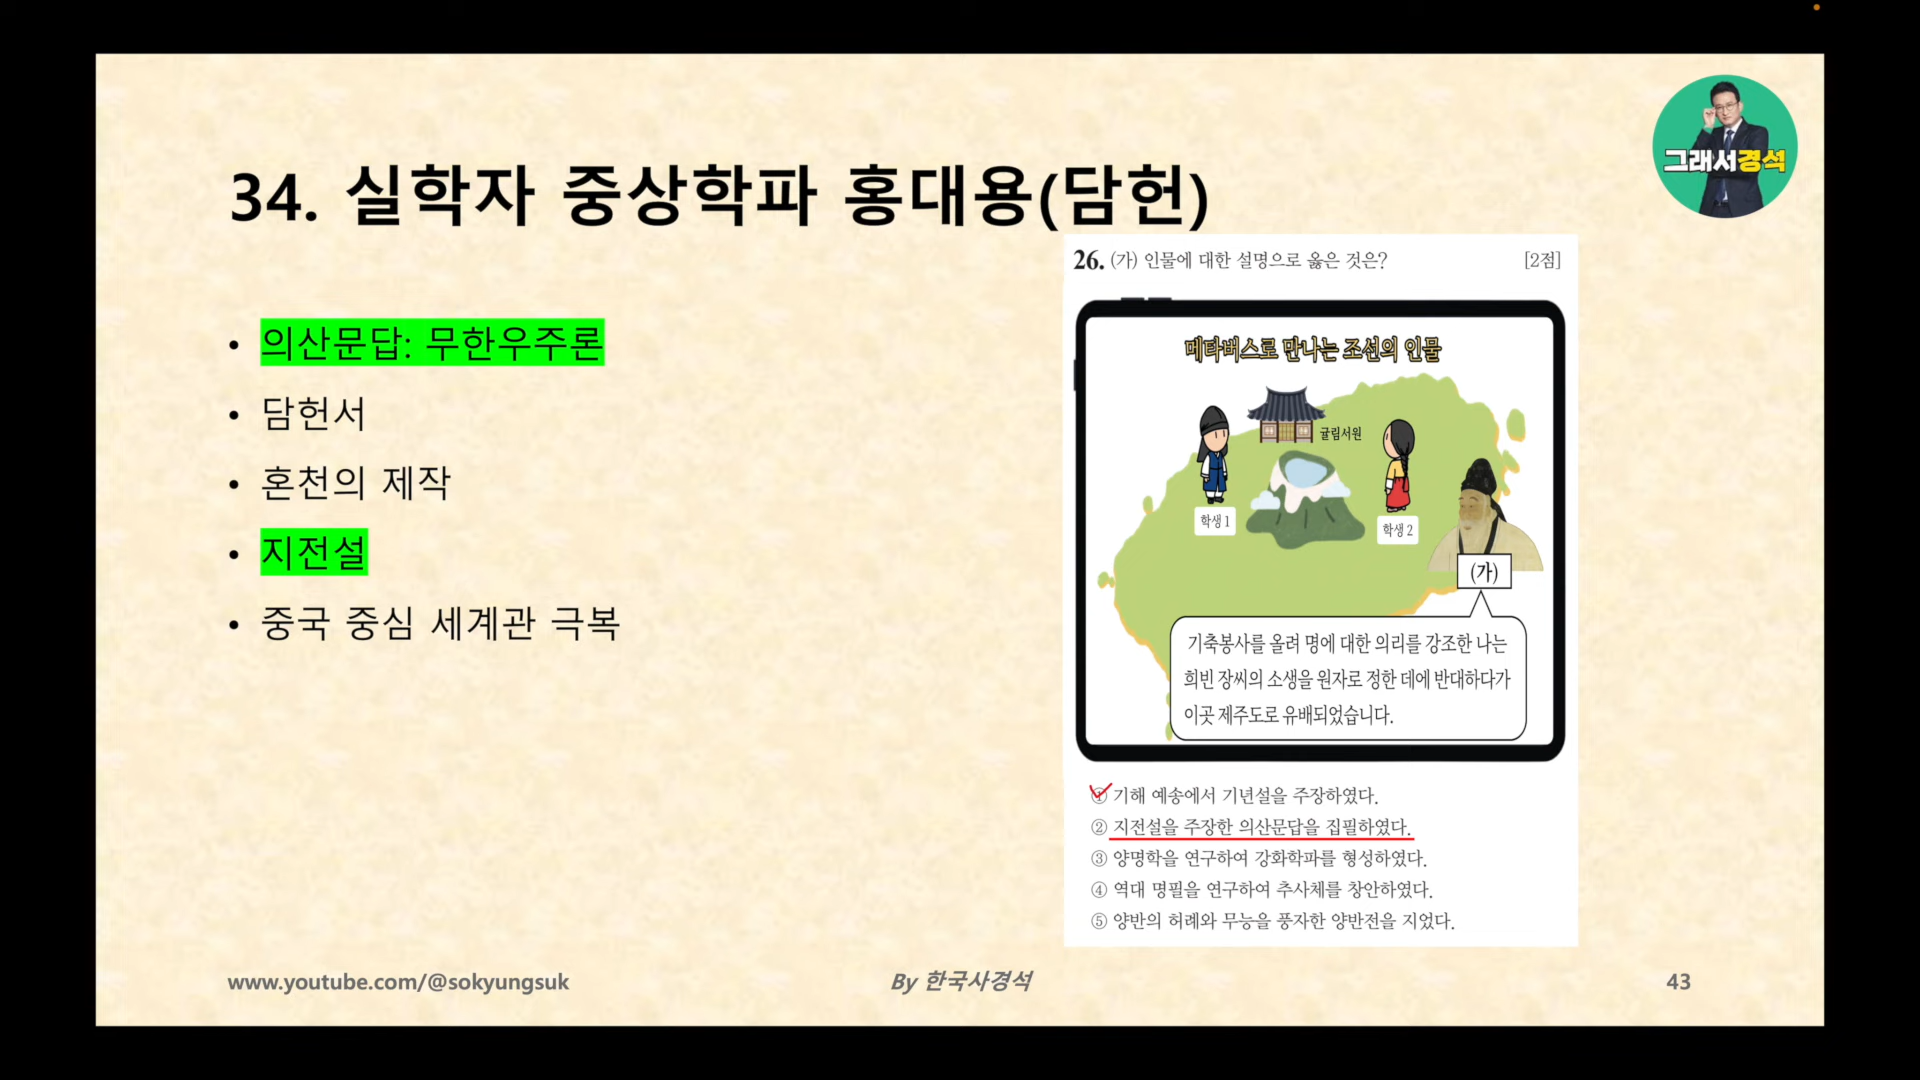 그래서경석
34. 실학자 중상학파 홍대용(담헌)
• 의산문답: 무한우주론
• 담헌서
• 혼천의 제작
• 지전설
• 중국 중심 세계관 극복
26. (가) 인물에 대한 설명으로 옳은 것은? [2점]
메타버스로 만나는 조선의 인물
귤림서원
학생 1
학생 2
(가)
기축봉사를 올려 명에 대한 의리를 강조한 나는
희빈 장씨의 소생을 원자로 정한 데에 반대하다가
이곳 제주도로 유배되었습니다.
① 기해 예송에서 기년설을 주장하였다.
② 지전설을 주장한 의산문답을 집필하였다.
③ 양명학을 연구하여 강화학파를 형성하였다.
④ 역대 명필을 연구하여 추사체를 창안하였다.
⑤ 양반의 허례와 무능을 풍자한 양반전을 지었다.
www.youtube.com/@sokyungsuk
By 한국사경석
43